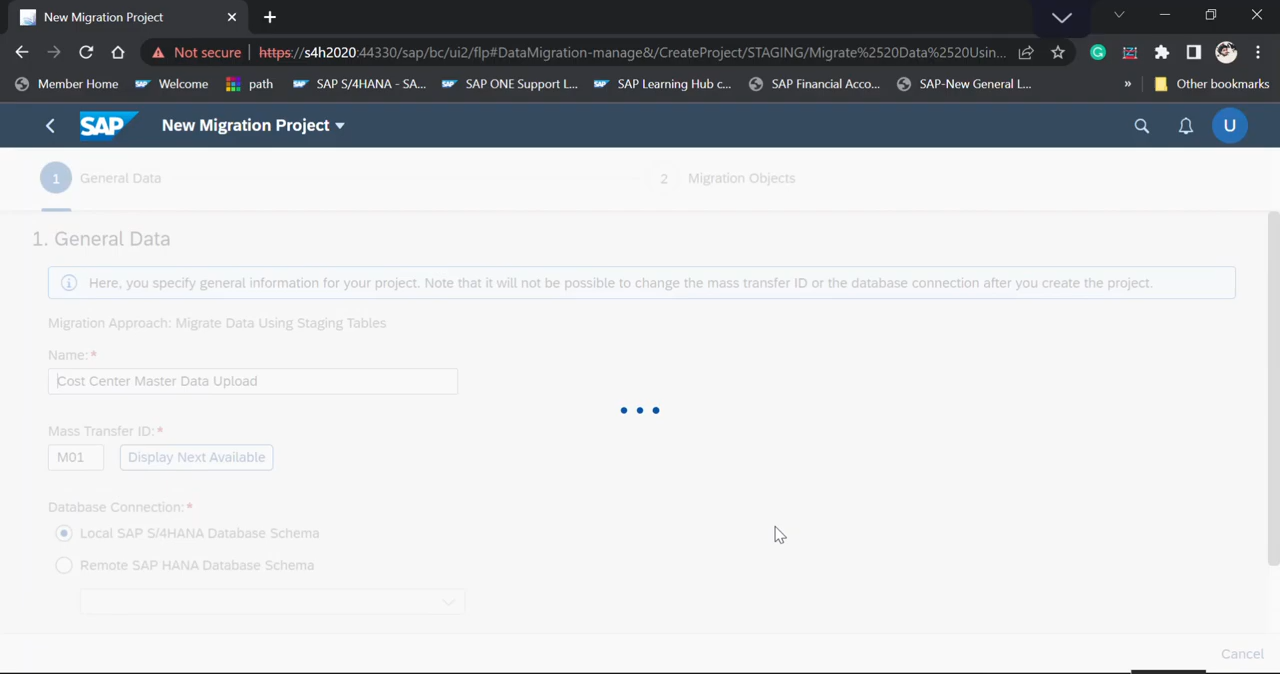 New Migration Project
Not secure
https://s4h2020:44330/sap/bc/ui2/flp#DataMigration-manage&/CreateProject/STAGING/Migrate%2520Data%2520Usin...
Member Home
Welcome
path
SAP S/4HANA - SA...
SAP ONE Support L...
SAP Learning Hub c...
SAP Financial Acco...
SAP-New General L...
»
Other bookmarks
SAP
New Migration Project
U
1 General Data
2 Migration Objects
1. General Data
Here, you specify general information for your project. Note that it will not be possible to change the mass transfer ID or the database connection after you create the project.
Migration Approach: Migrate Data Using Staging Tables
Name:*
Cost Center Master Data Upload
Mass Transfer ID:*
M01
Display Next Available
Database Connection:*
Local SAP S/4HANA Database Schema
Remote SAP HANA Database Schema
Cancel